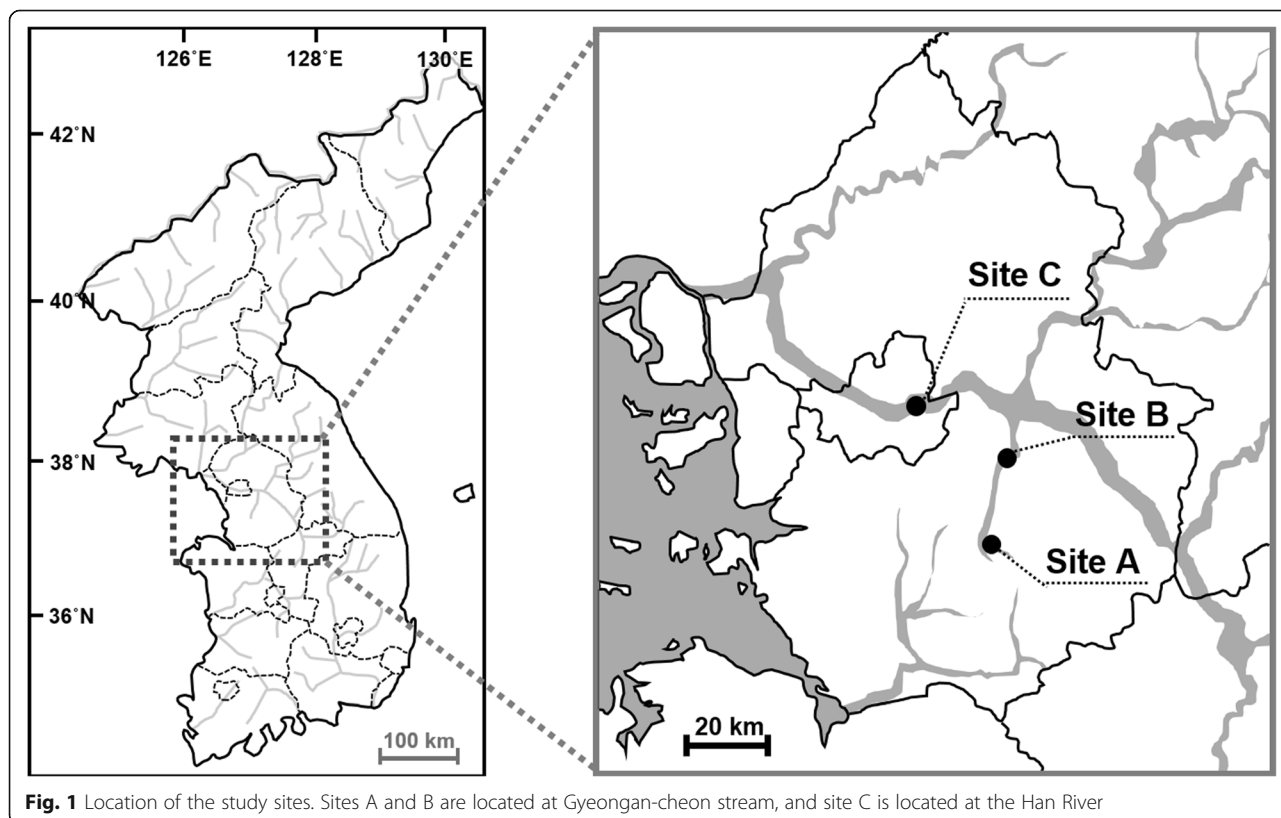 126°E 128°E 130°E
42°N
40°N
38°N
36°N
100 km
Site C
Site B
Site A
20 km
Fig. 1 Location of the study sites. Sites A and B are located at Gyeongan-cheon stream, and site C is located at the Han River